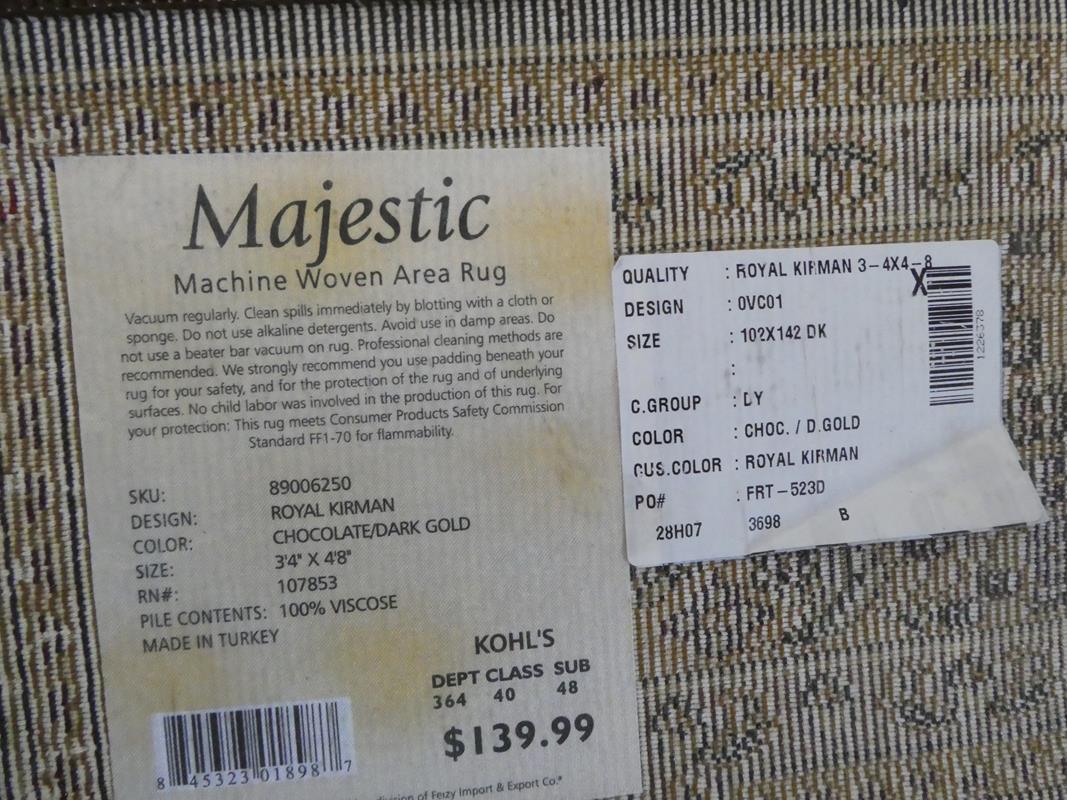 Majestic
Machine Woven Area Rug
Vacuum regularly. Clean spills immediately by blotting with a cloth or
sponge. Do not use alkaline detergents. Avoid use in damp areas. Do
not use a beater bar vacuum on rug. Professional cleaning methods are
recommended. We strongly recommend you use padding beneath your
rug for your safety, and for the protection of the rug and of underlying
surfaces. No child labor was involved in the production of this rug. For
your protection: This rug meets Consumer Products Safety Commission
Standard FF1-70 for flammability.
SKU: 89006250
DESIGN: ROYAL KIRMAN
COLOR: CHOCOLATE/DARK GOLD
SIZE: 3'4" X 4'8"
RN#: 107853
PILE CONTENTS: 100% VISCOSE
MADE IN TURKEY
KOHL'S
DEPT CLASS SUB
364 40 48
$139.99
8 45323 01898 7
of Feizy Import & Export Co.
QUALITY : ROYAL KIRMAN 3-4X4-8
X
DESIGN : 0VC01
SIZE : 102X142 DK
:
C.GROUP : DY
COLOR : CHOC. / D.GOLD
CUS.COLOR : ROYAL KIRMAN
PO# : FRT-523D
28H07 3698 B
1226378